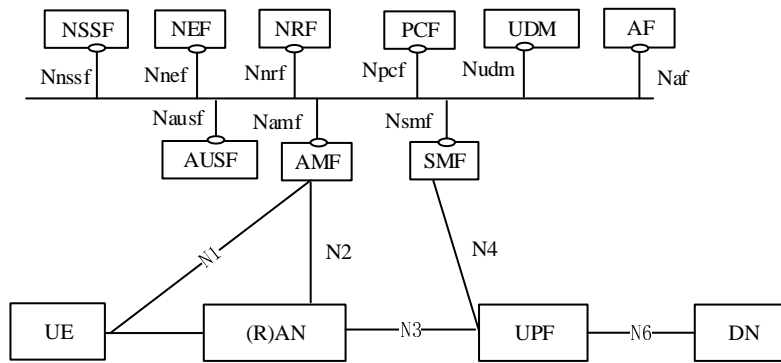 NSSF NEF NRF PCF UDM AF
Nnssf Nnef Nnrf Npcf Nudm Naf
Nausf Namf Nsmf
AUSF AMF SMF
N1 N2 N4
UE (R)AN N3 UPF N6 DN